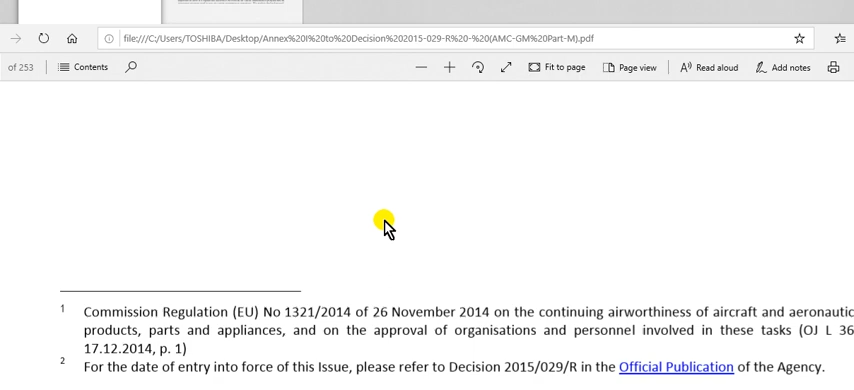 file:///C:/Users/TOSHIBA/Desktop/Annex%20I%20to%20Decision%202015-029-R%20-%20(AMC-GM%20Part-M).pdf
of 253 Contents Fit to page Page view Read aloud Add notes
1 Commission Regulation (EU) No 1321/2014 of 26 November 2014 on the continuing airworthiness of aircraft and aeronautic
products, parts and appliances, and on the approval of organisations and personnel involved in these tasks (OJ L 36
17.12.2014, p. 1)
2 For the date of entry into force of this Issue, please refer to Decision 2015/029/R in the Official Publication of the Agency.